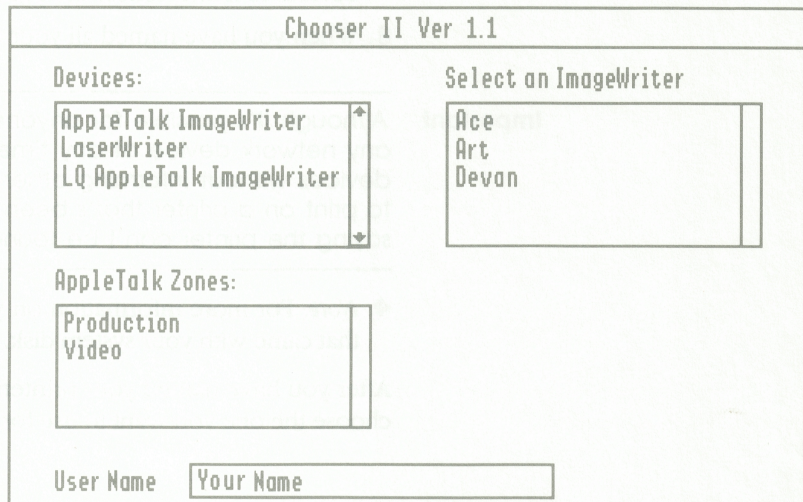 Chooser II Ver 1.1
Devices:
AppleTalk ImageWriter
LaserWriter
LQ AppleTalk ImageWriter
Select an ImageWriter
Ace
Art
Devan
AppleTalk Zones:
Production
Video
User Name
Your Name